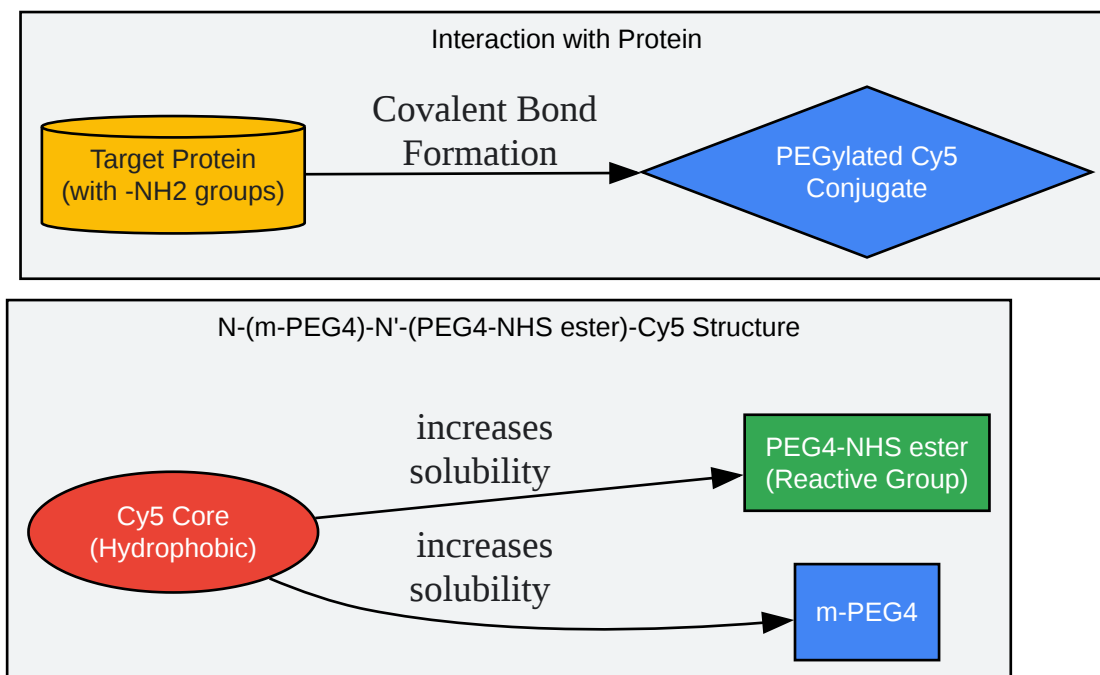 Interaction with Protein
Covalent Bond
Formation
Target Protein
(with -NH2 groups)
PEGylated Cy5
Conjugate
N-(m-PEG4)-N'-(PEG4-NHS ester)-Cy5 Structure
increases
solubility
PEG4-NHS ester
(Reactive Group)
Cy5 Core
(Hydrophobic)
increases
solubility
m-PEG4